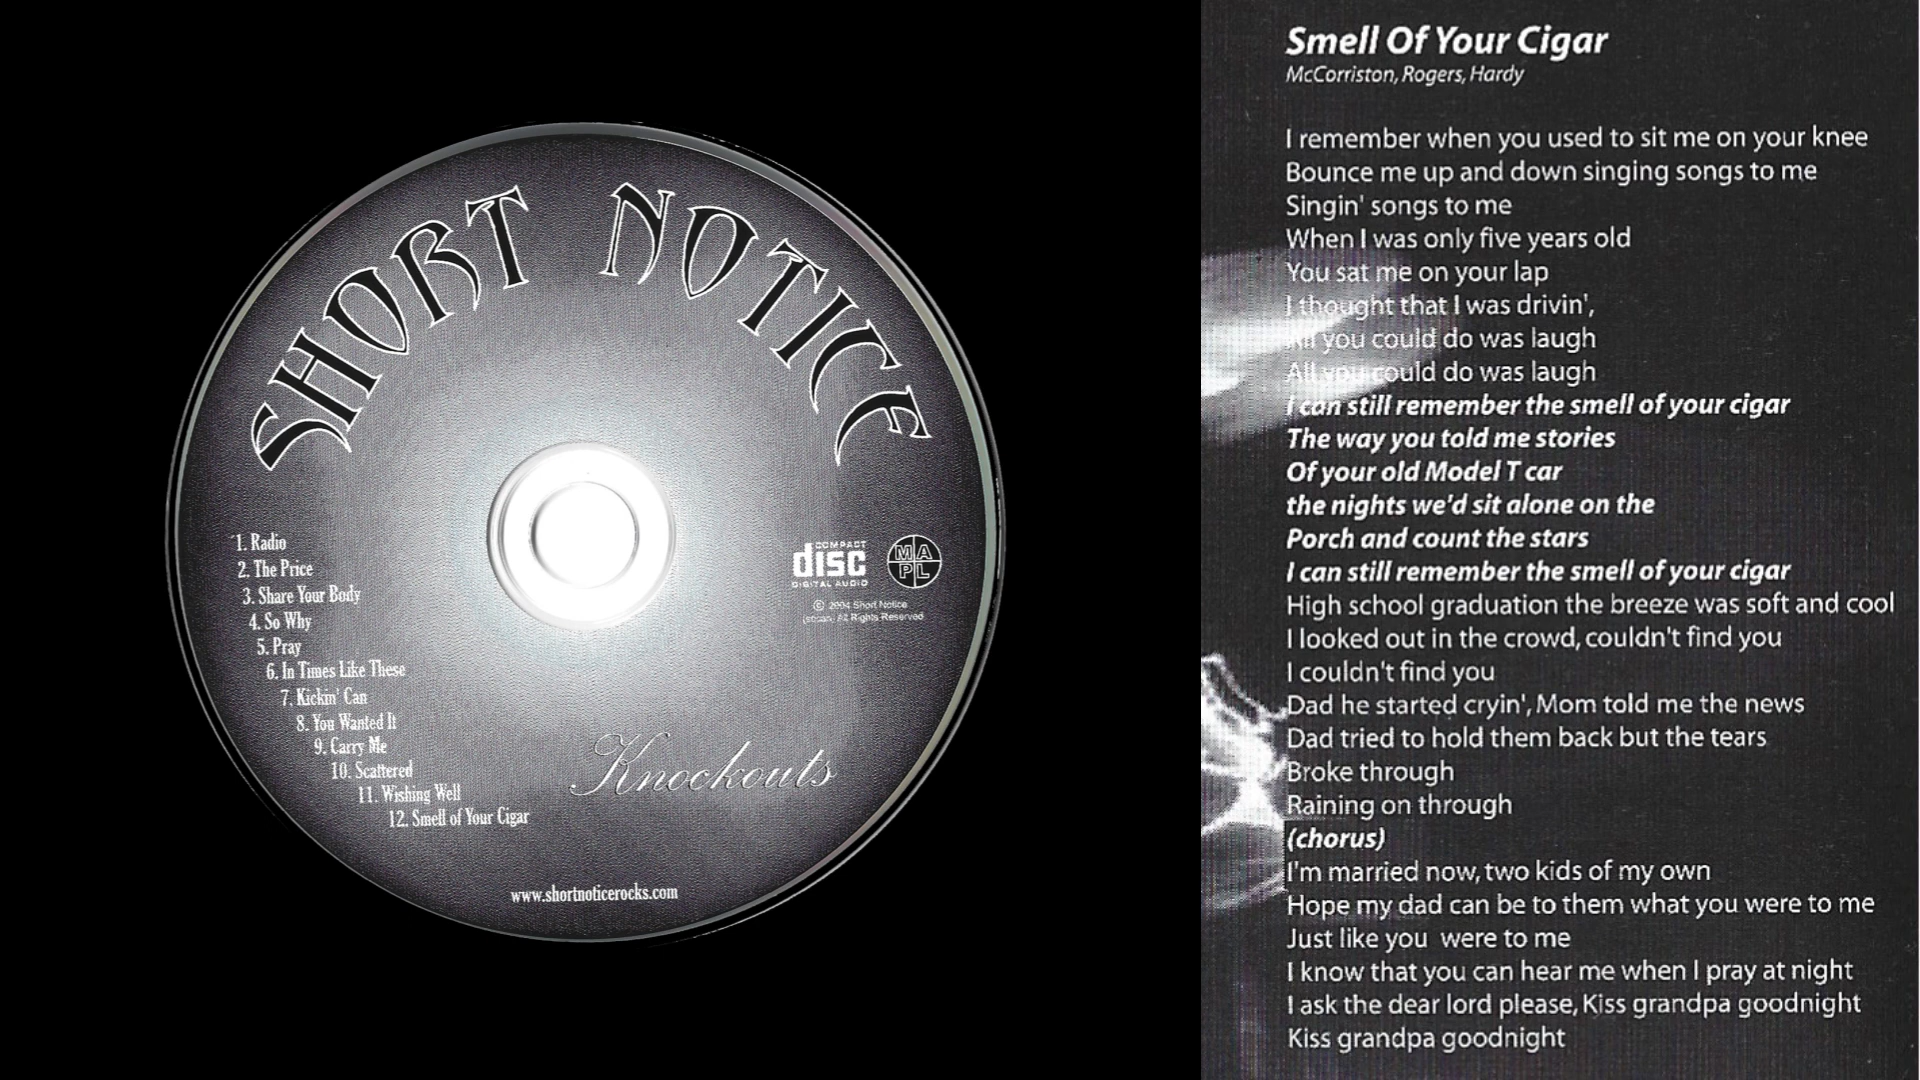 SHORT NOTICE
1. Radio
2. The Price
3. Share Your Body
4. So Why
5. Pray
6. In Times Like These
7. Kickin' Can
8. You Wanted It
9. Carry Me
10. Scattered
11. Wishing Well
12. Smell of Your Cigar
COMPACT
disc
DIGITAL AUDIO
MA
PL
© 2004 Short Notice
(socan) All Rights Reserved
Knockouts
www.shortnoticerocks.com
Smell Of Your Cigar
McCorriston, Rogers, Hardy
I remember when you used to sit me on your knee
Bounce me up and down singing songs to me
Singin' songs to me
When I was only five years old
You sat me on your lap
I thought that I was drivin',
All you could do was laugh
All you could do was laugh
I can still remember the smell of your cigar
The way you told me stories
Of your old Model T car
the nights we'd sit alone on the
Porch and count the stars
I can still remember the smell of your cigar
High school graduation the breeze was soft and cool
I looked out in the crowd, couldn't find you
I couldn't find you
Dad he started cryin', Mom told me the news
Dad tried to hold them back but the tears
Broke through
Raining on through
(chorus)
I'm married now, two kids of my own
Hope my dad can be to them what you were to me
Just like you were to me
I know that you can hear me when I pray at night
I ask the dear lord please, Kiss grandpa goodnight
Kiss grandpa goodnight